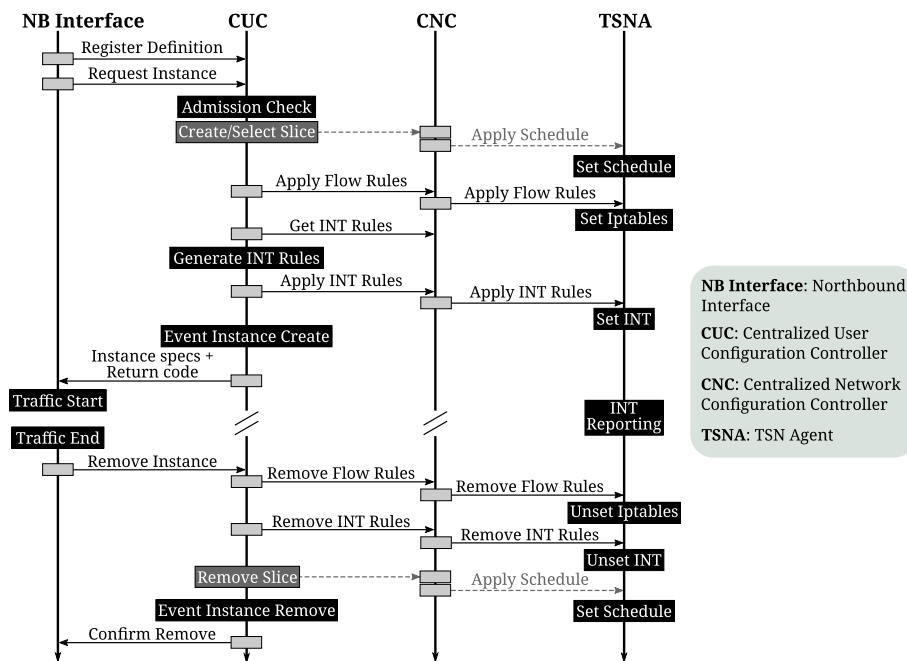 NB Interface CUC CNC TSNA
Register Definition
Request Instance
Admission Check
Create/Select Slice
Apply Schedule
Set Schedule
Apply Flow Rules
Apply Flow Rules
Set Iptables
Get INT Rules
Generate INT Rules
Apply INT Rules
Apply INT Rules
Set INT
Event Instance Create
Instance specs +
Return code
Traffic Start
INT
Reporting
Traffic End
Remove Instance
Remove Flow Rules
Remove Flow Rules
Unset Iptables
Remove INT Rules
Remove INT Rules
Unset INT
Remove Slice
Apply Schedule
Event Instance Remove
Set Schedule
Confirm Remove
NB Interface: Northbound
Interface
CUC: Centralized User
Configuration Controller
CNC: Centralized Network
Configuration Controller
TSNA: TSN Agent